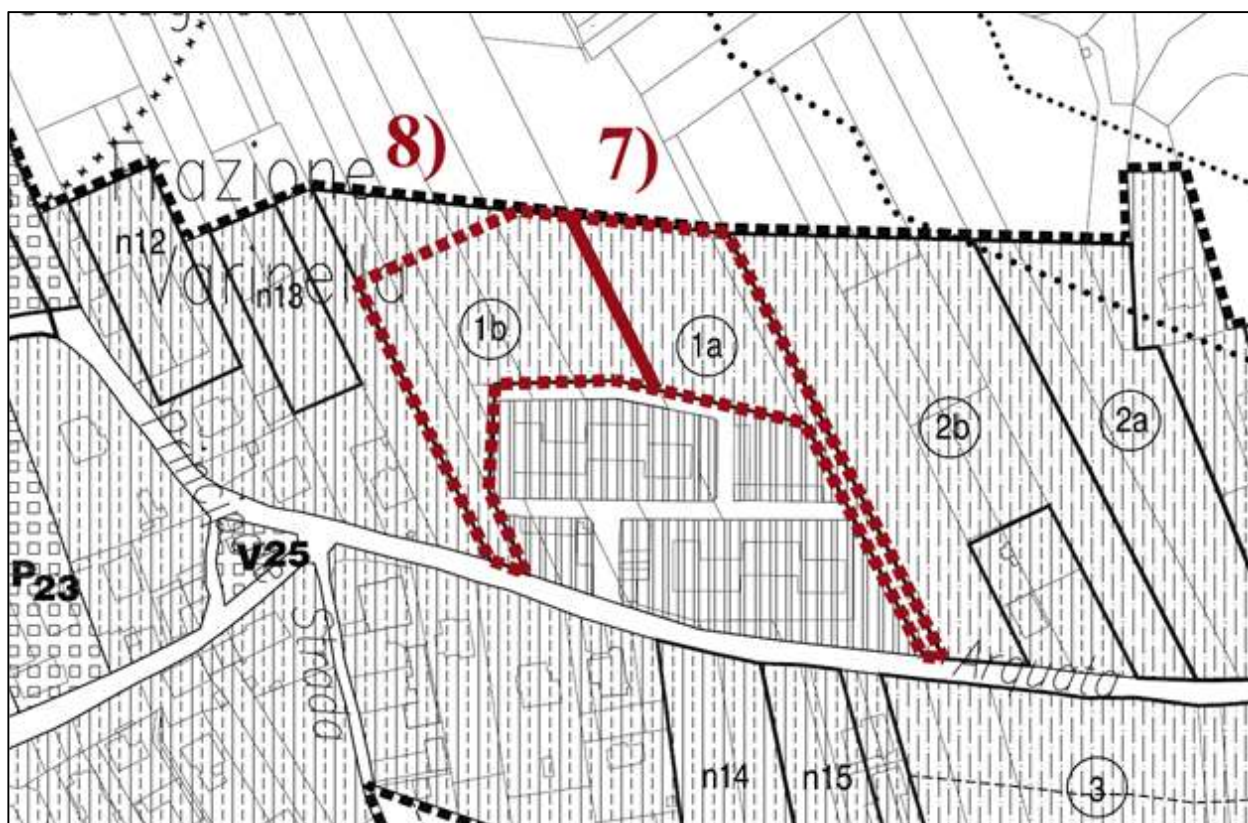 8)
7)
Frazione
Varinella
n12
n13
1b
1a
2b
2a
V25
P23
Strada
Arquata
n14
n15
3